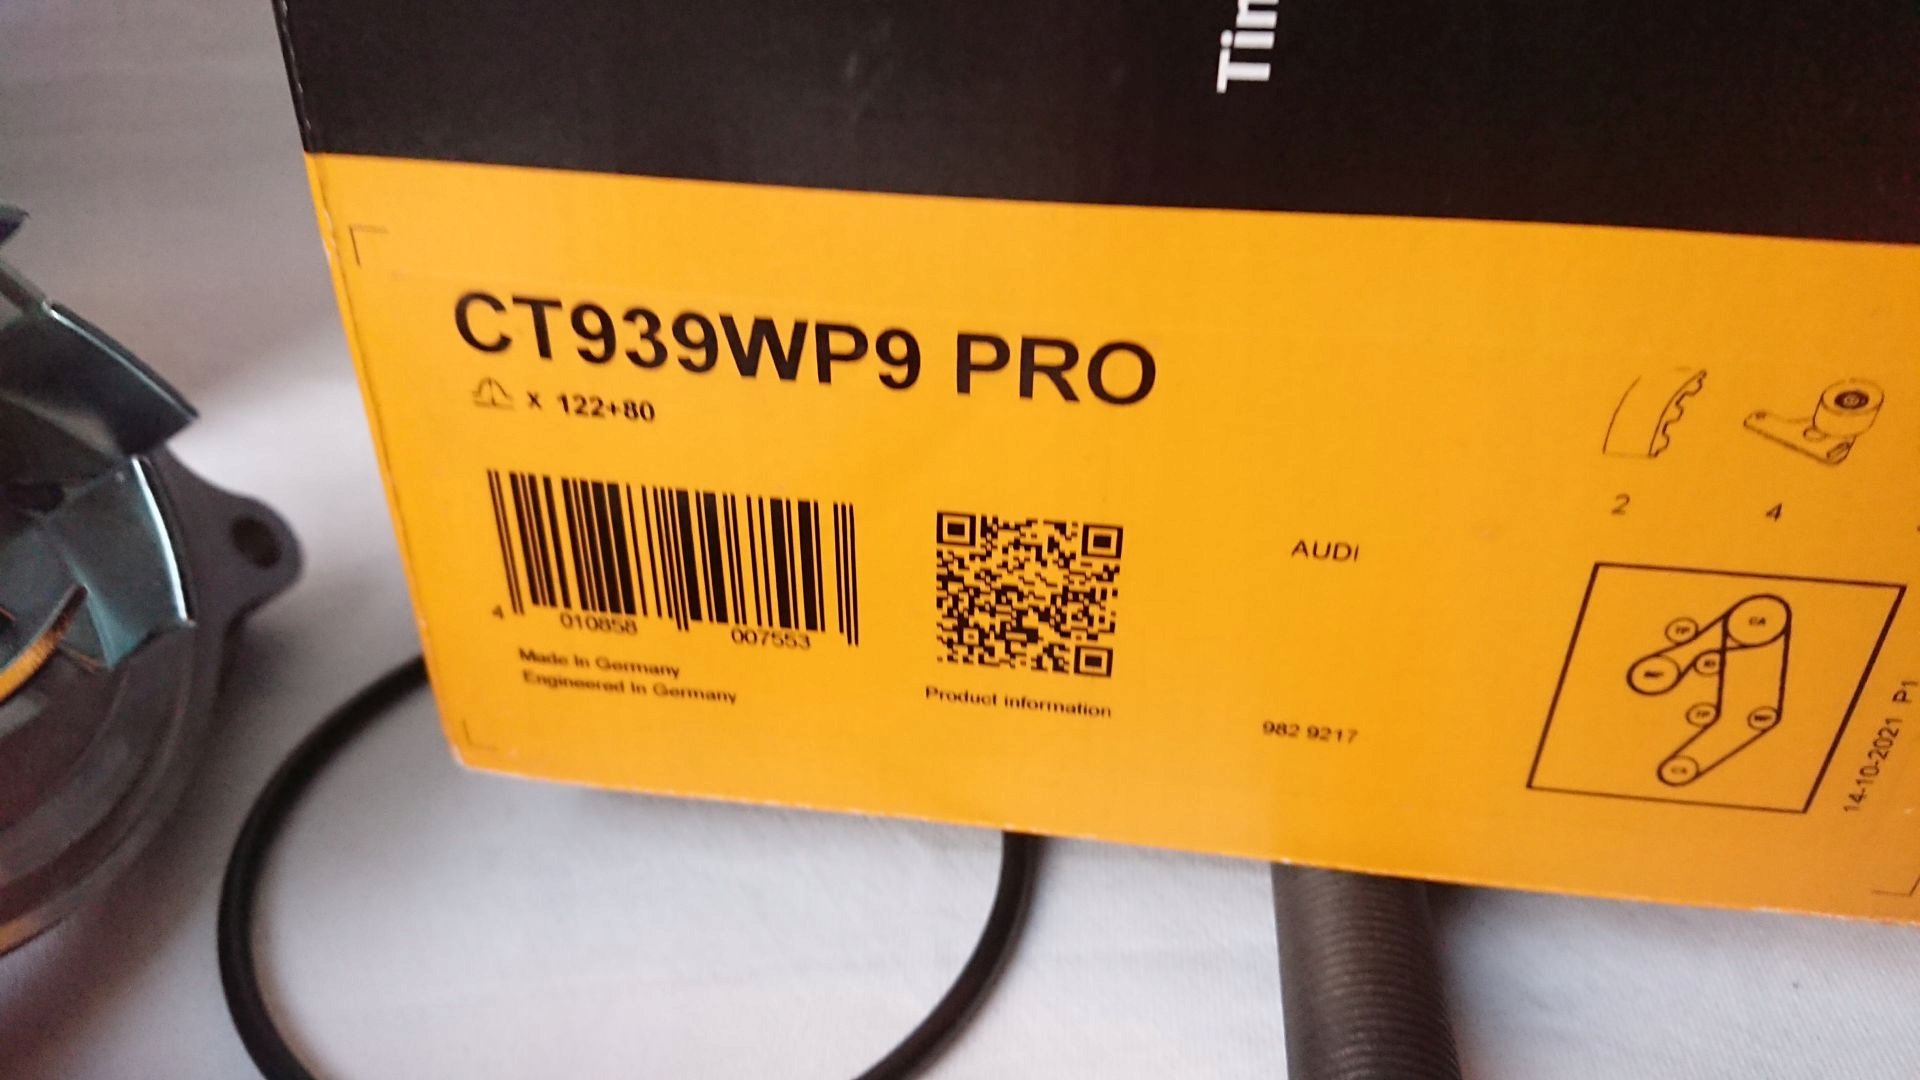 Tim
CT939WP9 PRO
x 122+80
4 010858 007553
Made in Germany
Engineered in Germany
Product information
AUDI
982 9217
2
4
CA
14-10-2021 P1